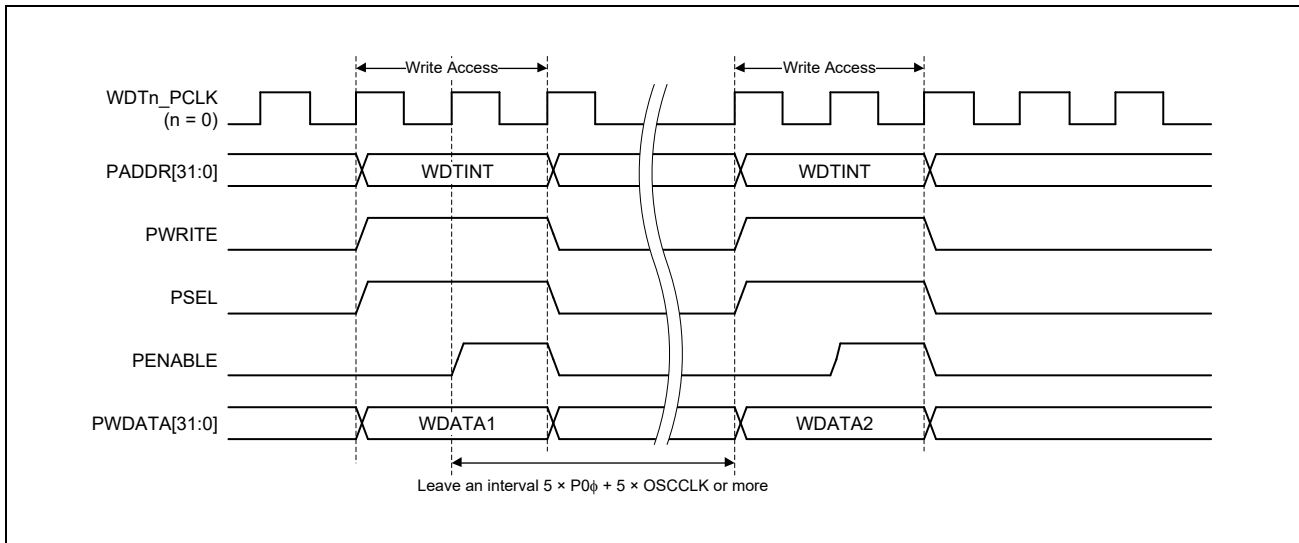 Write Access Write Access
WDTn_PCLK
(n = 0)
PADDR[31:0] WDTINT WDTINT
PWRITE
PSEL
PENABLE
PWDATA[31:0] WDATA1 WDATA2
Leave an interval 5 × P0ϕ + 5 × OSCCLK or more